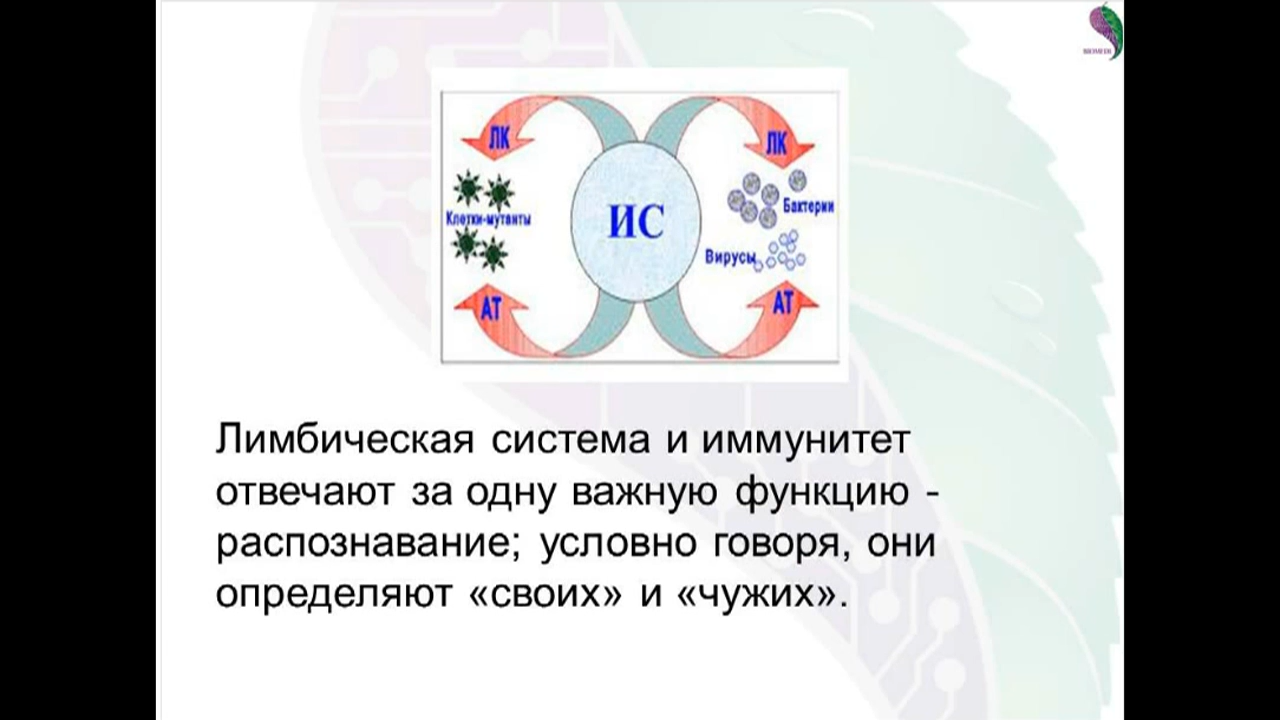 ЛК
ЛК
Клетки-мутанты
ИС
Бактерии
Вирусы
АТ
АТ
Лимбическая система и иммунитет
отвечают за одну важную функцию -
распознавание; условно говоря, они
определяют «своих» и «чужих».